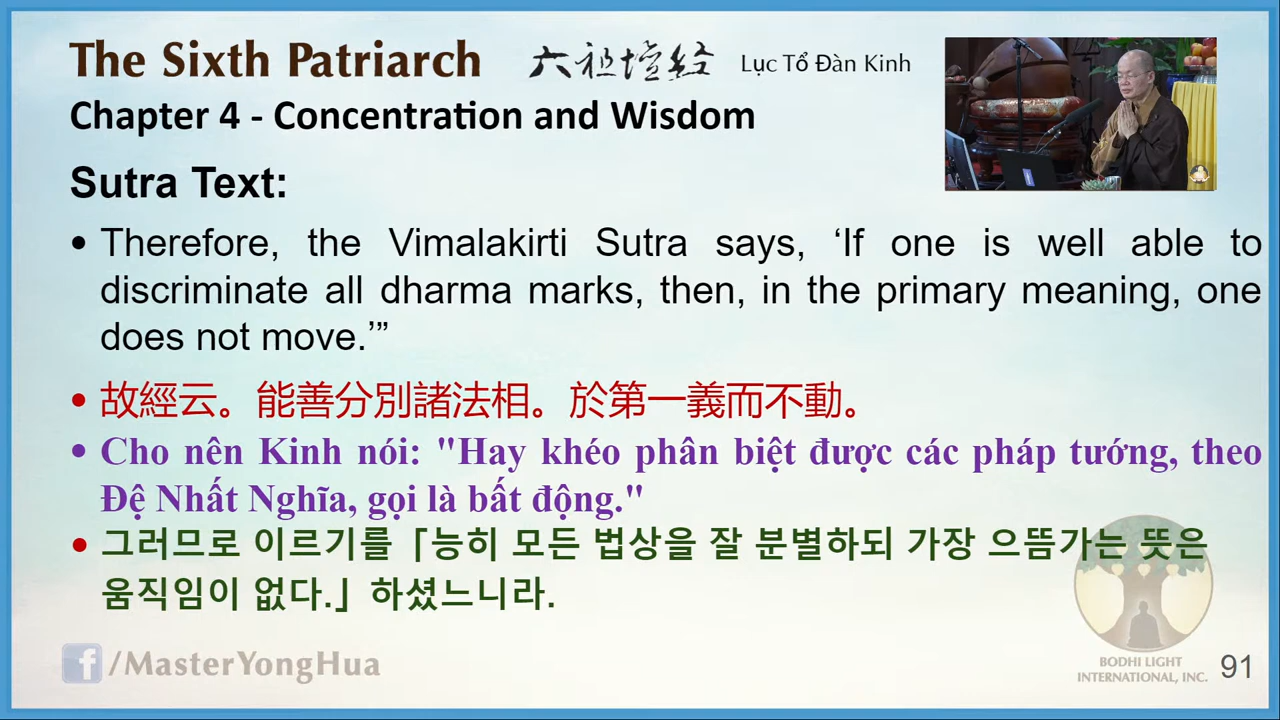 The Sixth Patriarch 六祖壇經 Lục Tổ Đàn Kinh
Chapter 4 - Concentration and Wisdom
Sutra Text:
• Therefore, the Vimalakirti Sutra says, ‘If one is well able to
discriminate all dharma marks, then, in the primary meaning, one
does not move.’”
• 故經云。能善分別諸法相。於第一義而不動。
• Cho nên Kinh nói: "Hay khéo phân biệt được các pháp tướng, theo
Đệ Nhất Nghĩa, gọi là bất động."
• 그러므로 이르기를「능히 모든 법상을 잘 분별하되 가장 으뜸가는 뜻은
움직임이 없다.」하셨느니라.
f/MasterYongHua
BODHI LIGHT
INTERNATIONAL, INC.
91